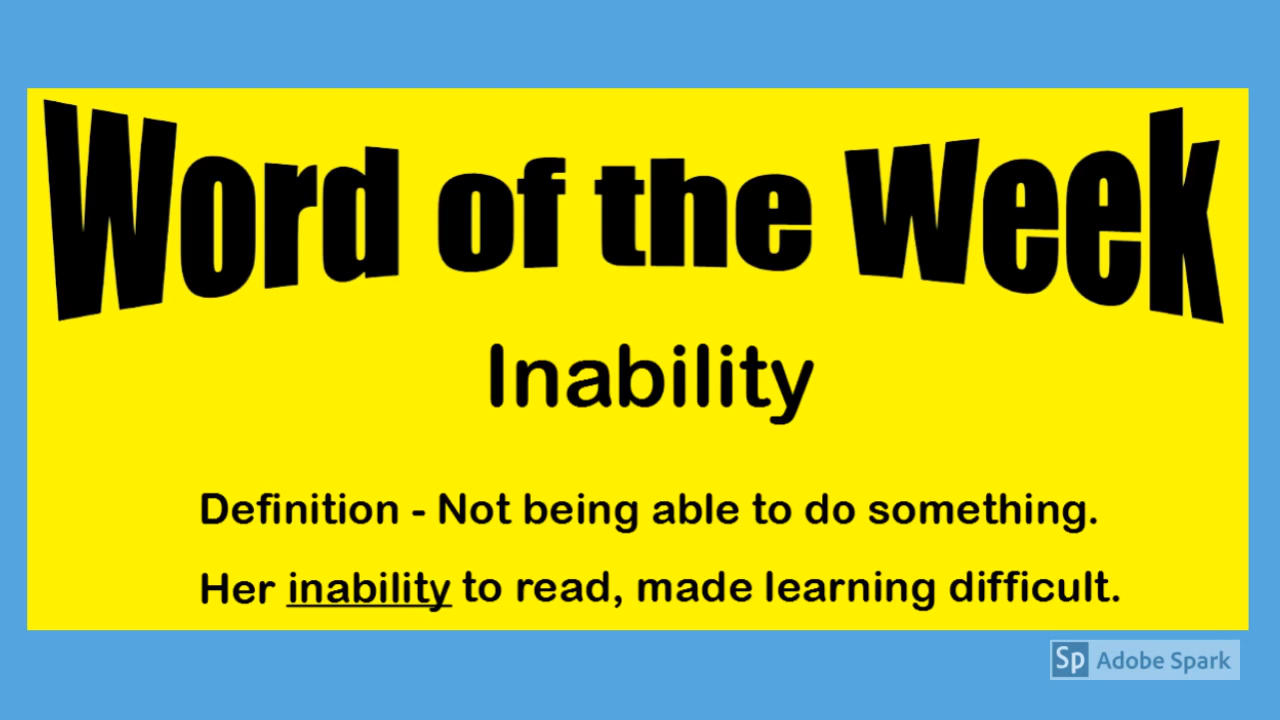 Word of the Week
Inability
Definition - Not being able to do something.
Her inability to read, made learning difficult.
Sp Adobe Spark